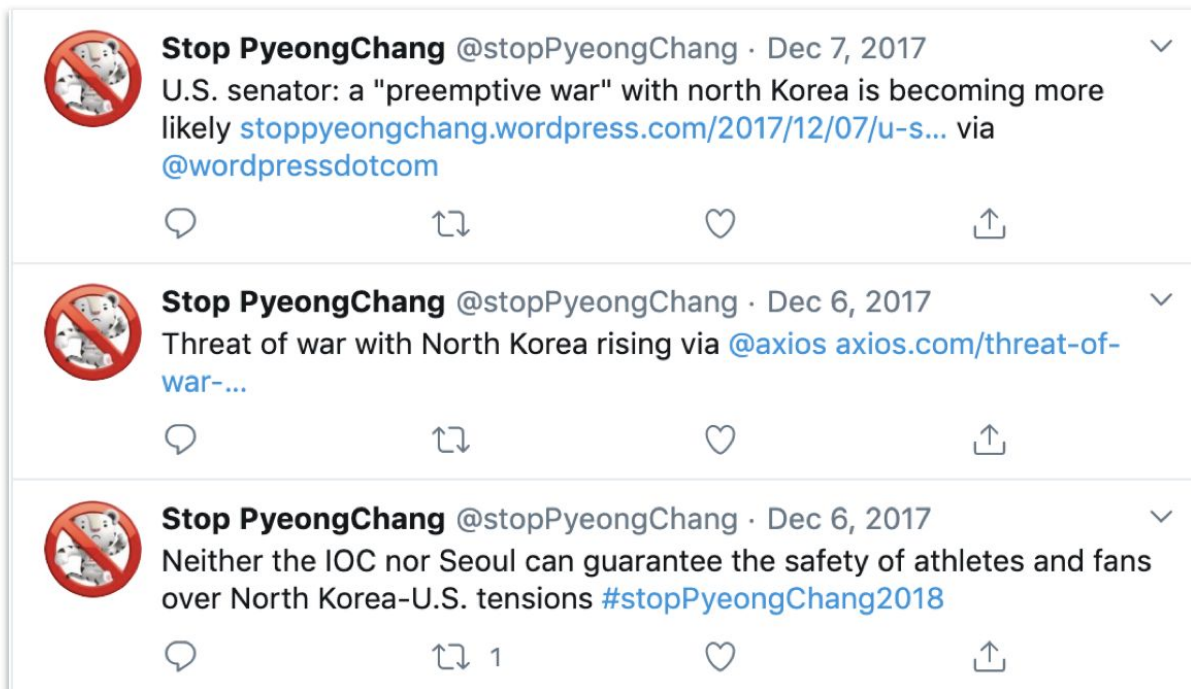 Stop PyeongChang @stopPyeongChang · Dec 7, 2017
U.S. senator: a "preemptive war" with north Korea is becoming more
likely stoppyeongchang.wordpress.com/2017/12/07/u-s... via
@wordpressdotcom
Stop PyeongChang @stopPyeongChang · Dec 6, 2017
Threat of war with North Korea rising via @axios axios.com/threat-of-
war-...
Stop PyeongChang @stopPyeongChang · Dec 6, 2017
Neither the IOC nor Seoul can guarantee the safety of athletes and fans
over North Korea-U.S. tensions #stopPyeongChang2018
1